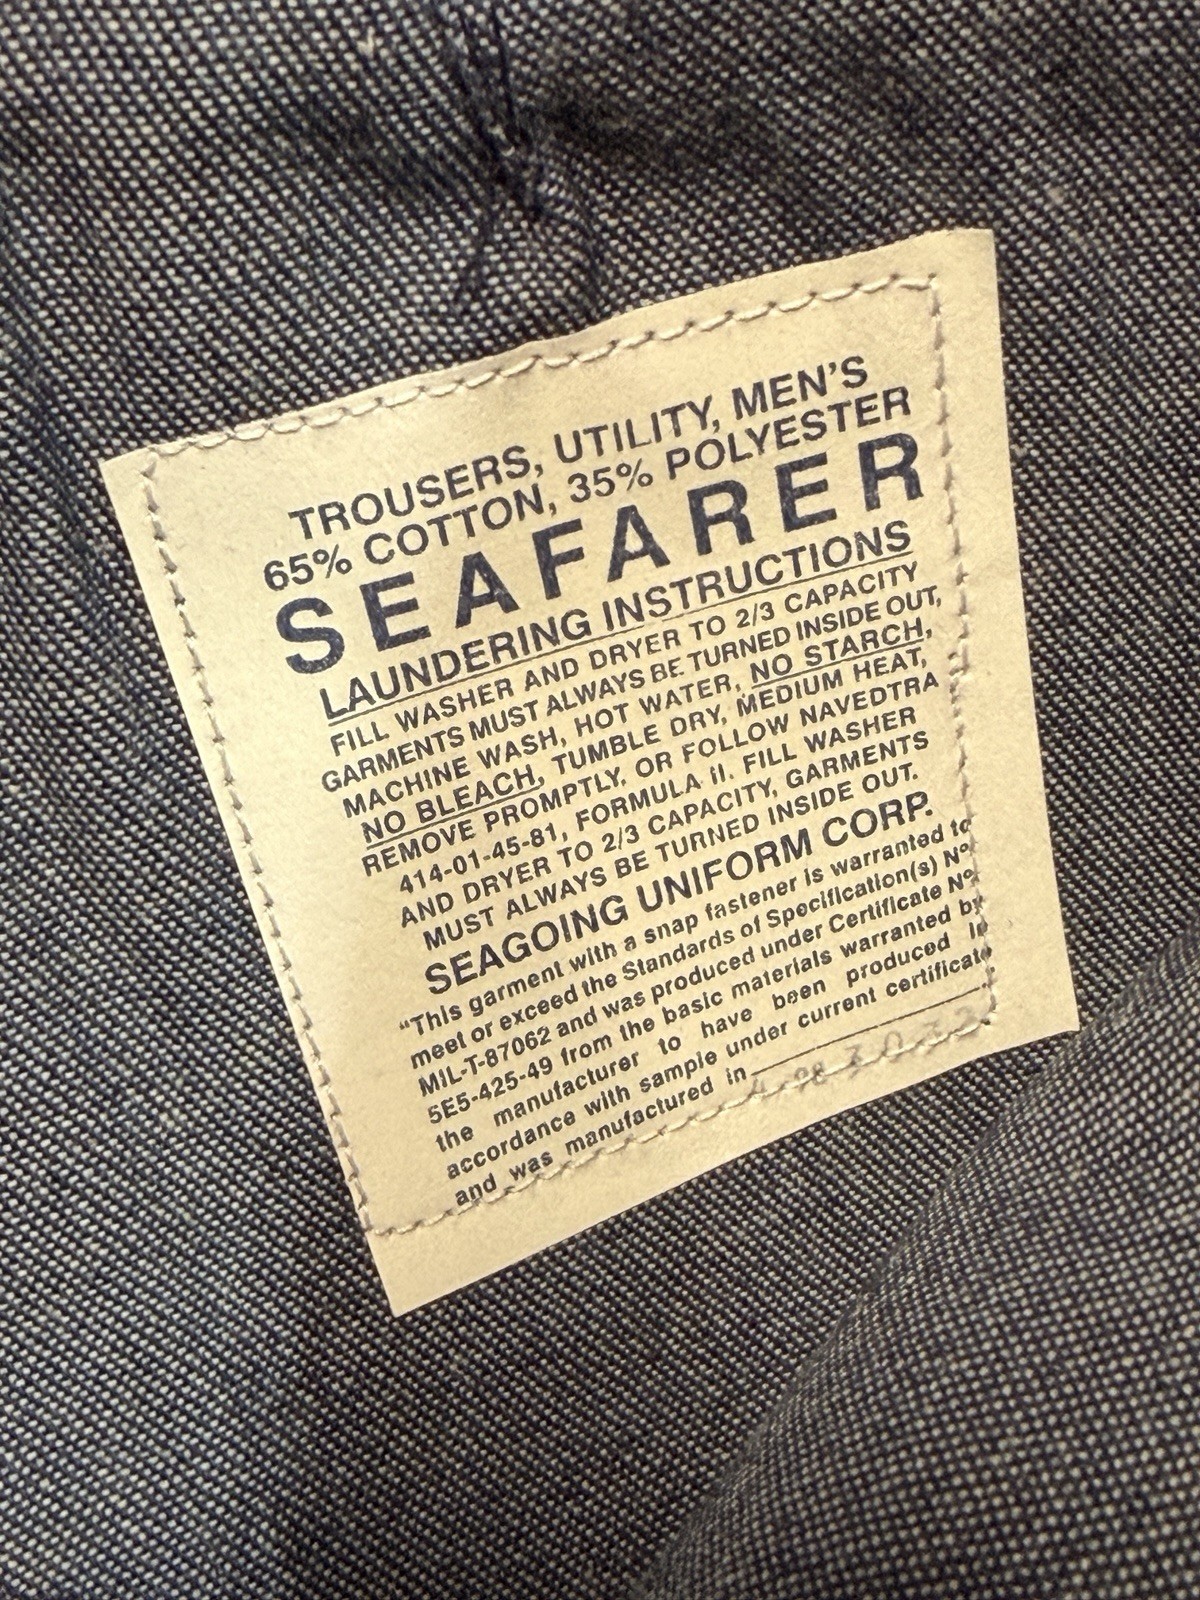 TROUSERS, UTILITY, MEN'S
65% COTTON, 35% POLYESTER
SEAFARER
LAUNDERING INSTRUCTIONS
FILL WASHER AND DRYER TO 2/3 CAPACITY
GARMENTS MUST ALWAYS BE TURNED INSIDE OUT,
MACHINE WASH, HOT WATER, NO STARCH,
NO BLEACH, TUMBLE DRY, MEDIUM HEAT,
REMOVE PROMPTLY, OR FOLLOW NAVEDTRA
414-01-45-81, FORMULA II. FILL WASHER
AND DRYER TO 2/3 CAPACITY, GARMENTS
MUST ALWAYS BE TURNED INSIDE OUT.
SEAGOING UNIFORM CORP.
"This garment with a snap fastener is warranted to
meet or exceed the Standards of Specification(s) Nº
MIL-T-87062 and was produced under Certificate Nº
5E5-425-49 from the basic materials warranted by
the manufacturer to have been produced in
accordance with sample under current certificate
and was manufactured in